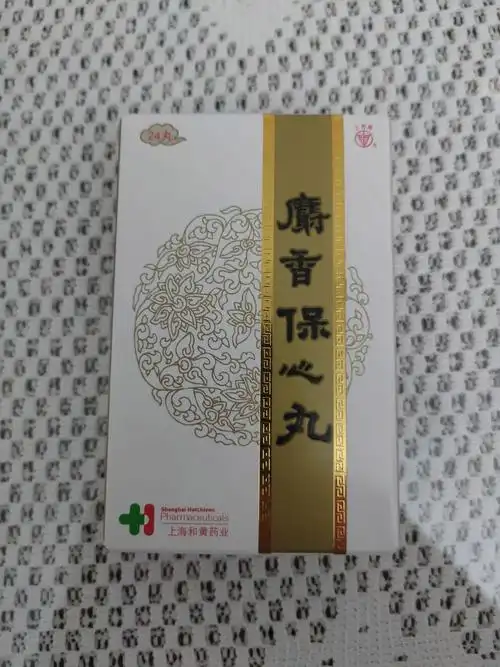 24丸
麝香保心丸
Shanghai Hutchison
Pharmaceuticals
上海和黄药业